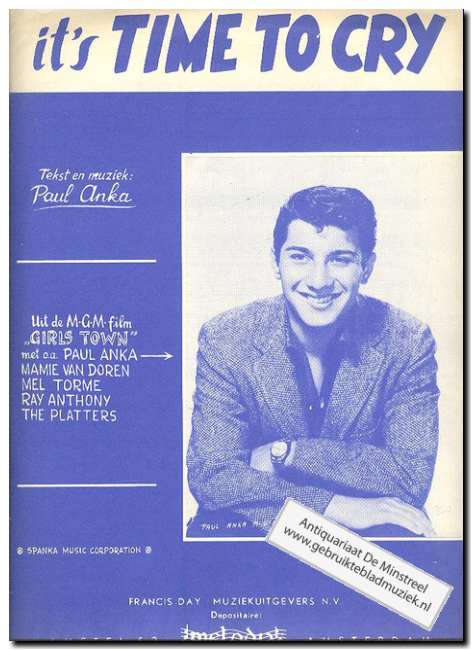 it's TIME TO CRY
Tekst en muziek:
Paul Anka
Uit de M-G-M-film
„GIRLS TOWN"
met o.a. PAUL ANKA →
MAMIE VAN DOREN
MEL TORME
RAY ANTHONY
THE PLATTERS
PAUL ANKA
® SPANKA MUSIC CORPORATION ®
Antiquariaat De Minstreel
www.gebruiktebladmuziek.nl
FRANCIS-DAY MUZIEKUITGEVERS N.V.
Depositaire: